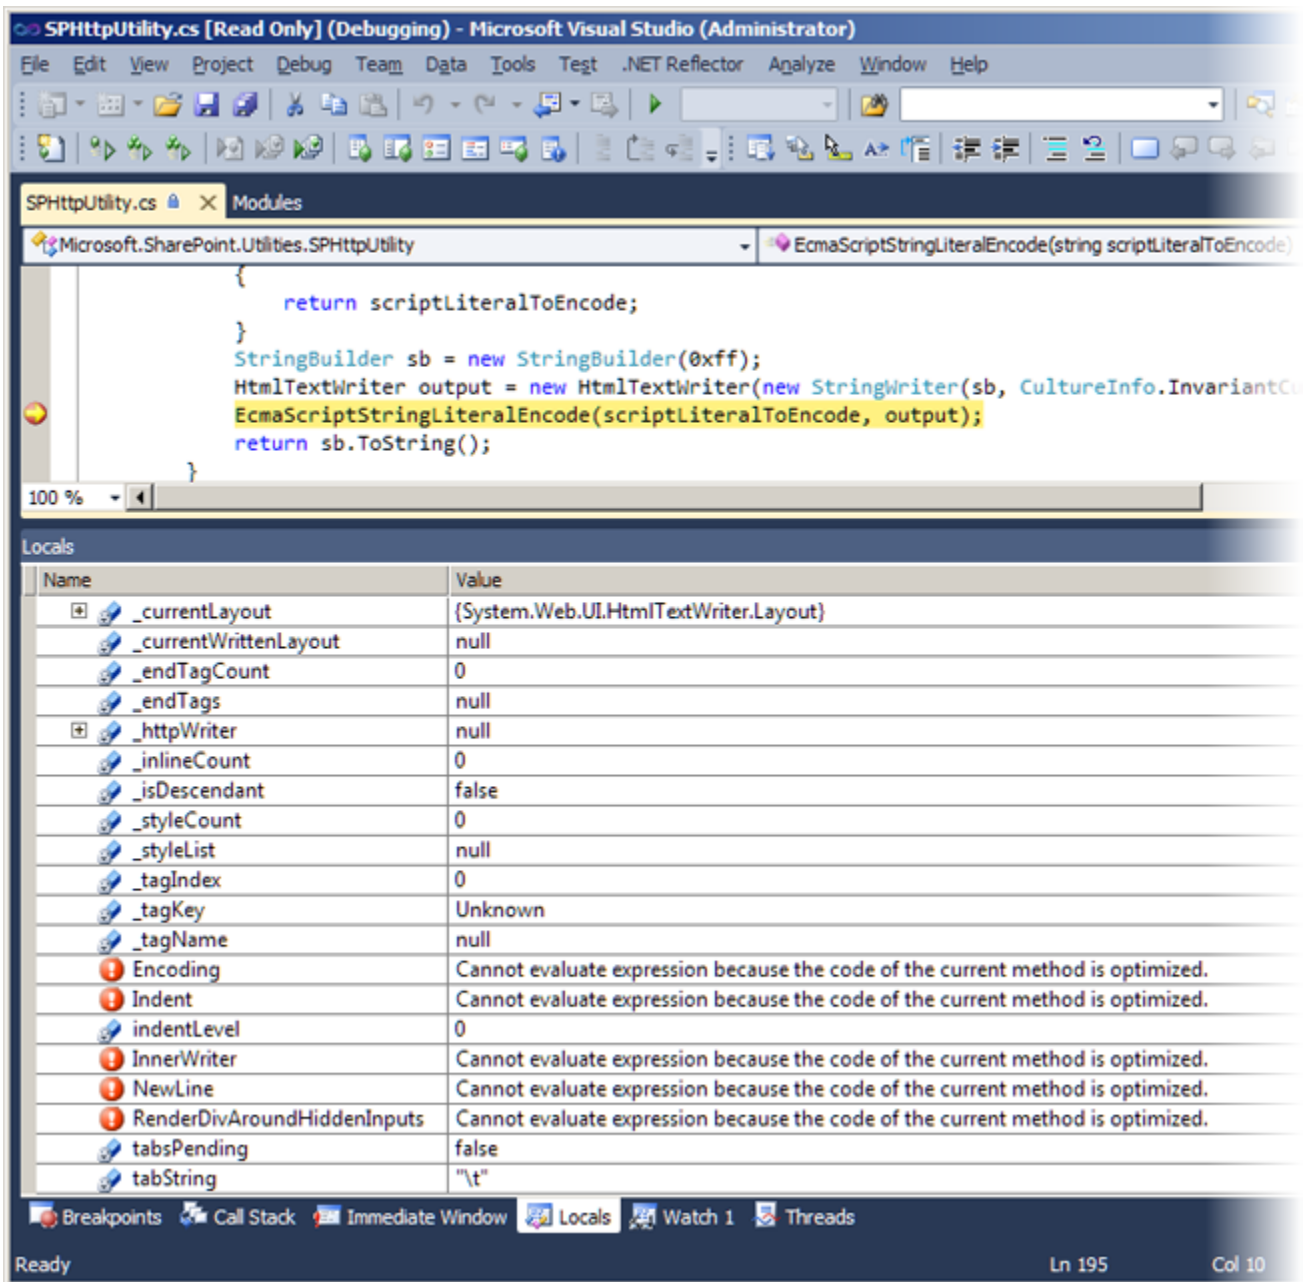 SPHttpUtility.cs [Read Only] (Debugging) - Microsoft Visual Studio (Administrator)
File Edit View Project Debug Team Data Tools Test .NET Reflector Analyze Window Help
SPHttpUtility.cs Modules
Microsoft.SharePoint.Utilities.SPHttpUtility EcmaScriptStringLiteralEncode(string scriptLiteralToEncode)
{
return scriptLiteralToEncode;
}
StringBuilder sb = new StringBuilder(0xff);
HtmlTextWriter output = new HtmlTextWriter(new StringWriter(sb, CultureInfo.InvariantCu
EcmaScriptStringLiteralEncode(scriptLiteralToEncode, output);
return sb.ToString();
}
100 %
Locals
Name Value
_currentLayout {System.Web.UI.HtmlTextWriter.Layout}
_currentWrittenLayout null
_endTagCount 0
_endTags null
_httpWriter null
_inlineCount 0
_isDescendant false
_styleCount 0
_styleList null
_tagIndex 0
_tagKey Unknown
_tagName null
Encoding Cannot evaluate expression because the code of the current method is optimized.
Indent Cannot evaluate expression because the code of the current method is optimized.
indentLevel 0
InnerWriter Cannot evaluate expression because the code of the current method is optimized.
NewLine Cannot evaluate expression because the code of the current method is optimized.
RenderDivAroundHiddenInputs Cannot evaluate expression because the code of the current method is optimized.
tabsPending false
tabString "\t"
Breakpoints Call Stack Immediate Window Locals Watch 1 Threads
Ready Ln 195 Col 10